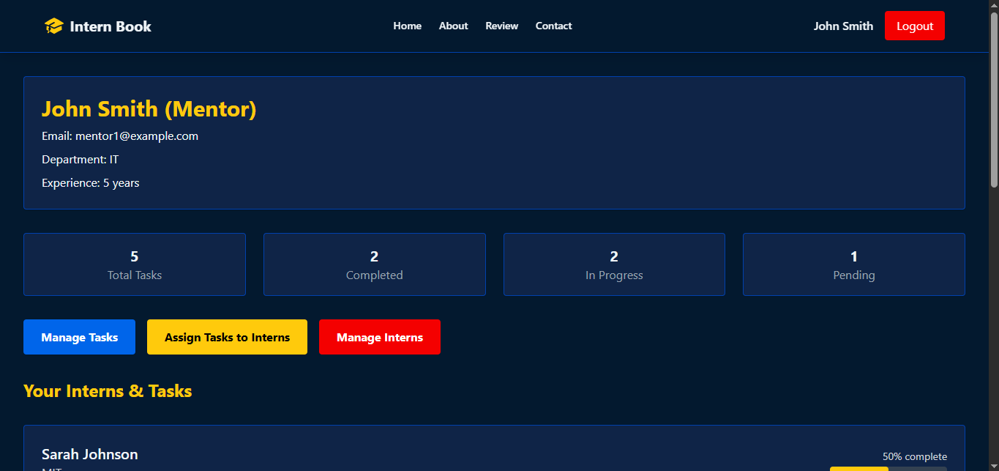 Intern Book
Home About Review Contact
John Smith Logout
John Smith (Mentor)
Email: mentor1@example.com
Department: IT
Experience: 5 years
5
Total Tasks
2
Completed
2
In Progress
1
Pending
Manage Tasks Assign Tasks to Interns Manage Interns
Your Interns & Tasks
Sarah Johnson
50% complete
MIT